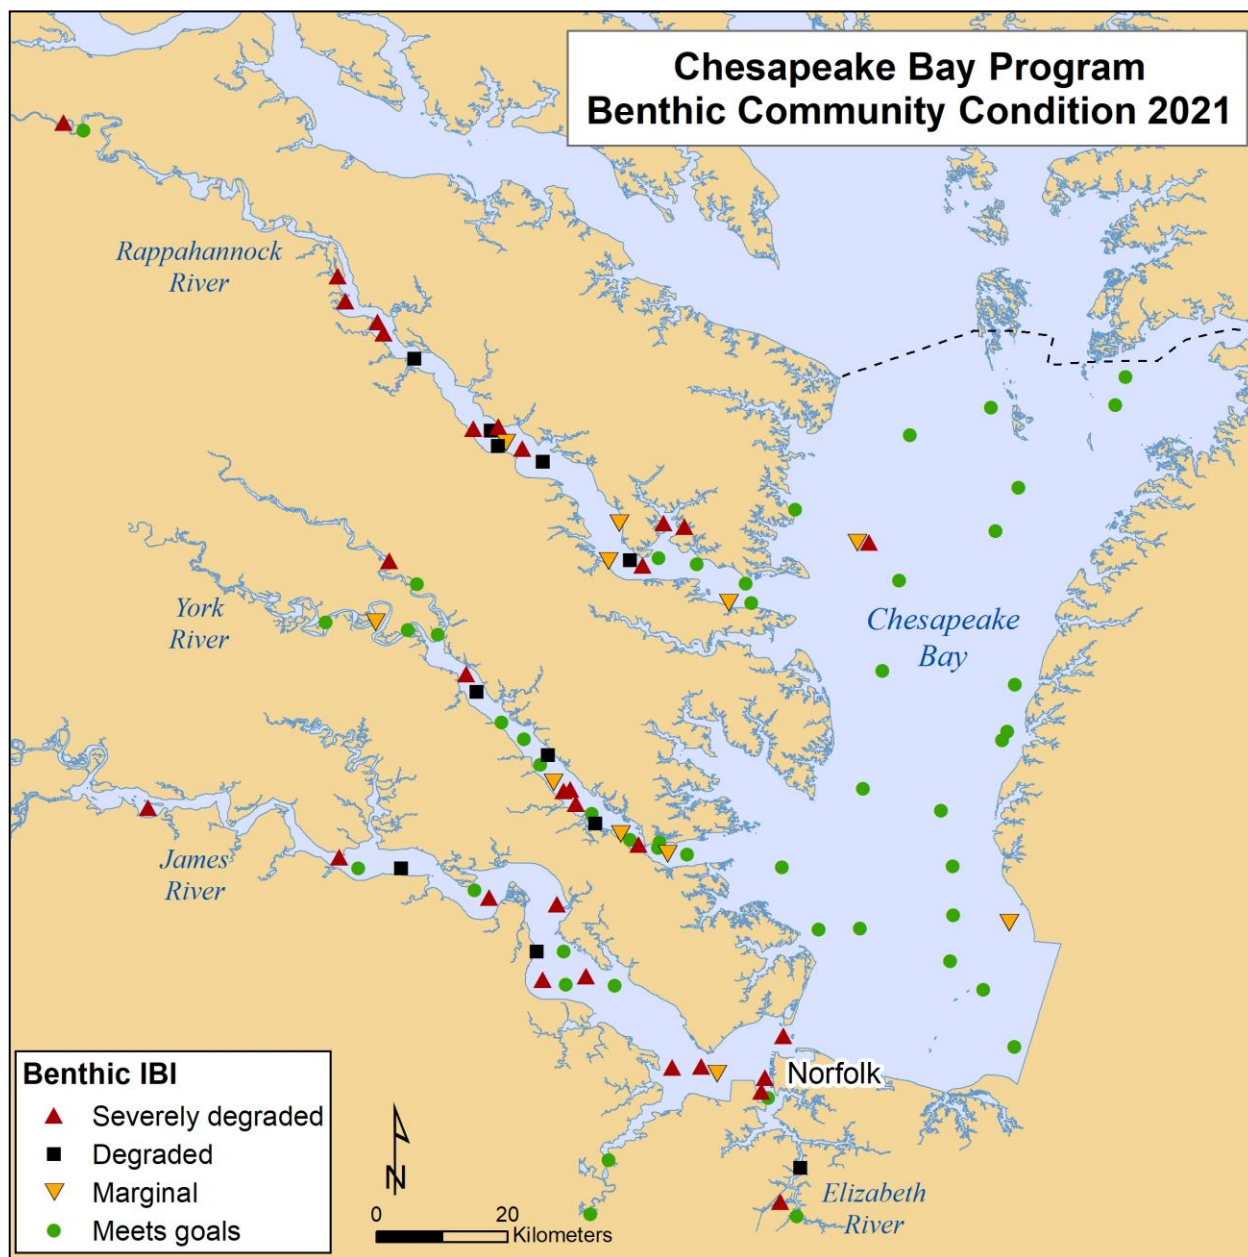 Chesapeake Bay Program
Benthic Community Condition 2021
Rappahannock
River
York
River
James
River
Chesapeake
Bay
Norfolk
Elizabeth
River
Benthic IBI
Severely degraded
Degraded
Marginal
Meets goals
N
0 20
Kilometers